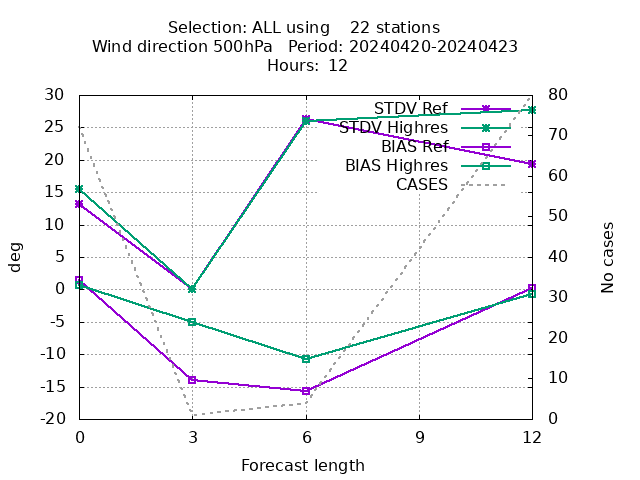 Selection: ALL using    22 stations
Wind direction 500hPa   Period: 20240420-20240423
Hours: 12
STDV Ref
STDV Highres
BIAS Ref
BIAS Highres
CASES
30
25
20
15
10
5
0
-5
-10
-15
-20
deg
80
70
60
50
40
30
20
10
0
No cases
0 3 6 9 12
Forecast length